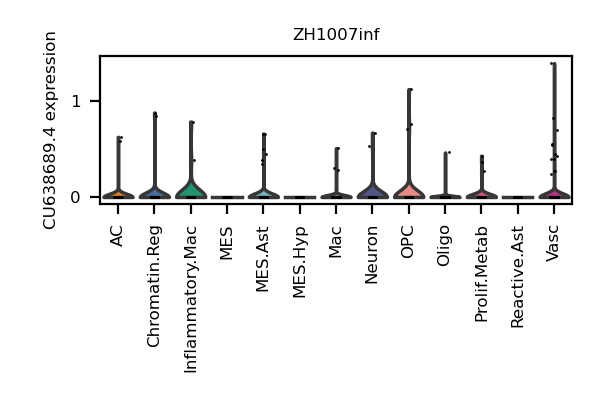 ZH1007inf
CU638689.4 expression
1
0
AC
Chromatin.Reg
Inflammatory.Mac
MES
MES.Ast
MES.Hyp
Mac
Neuron
OPC
Oligo
Prolif.Metab
Reactive.Ast
Vasc